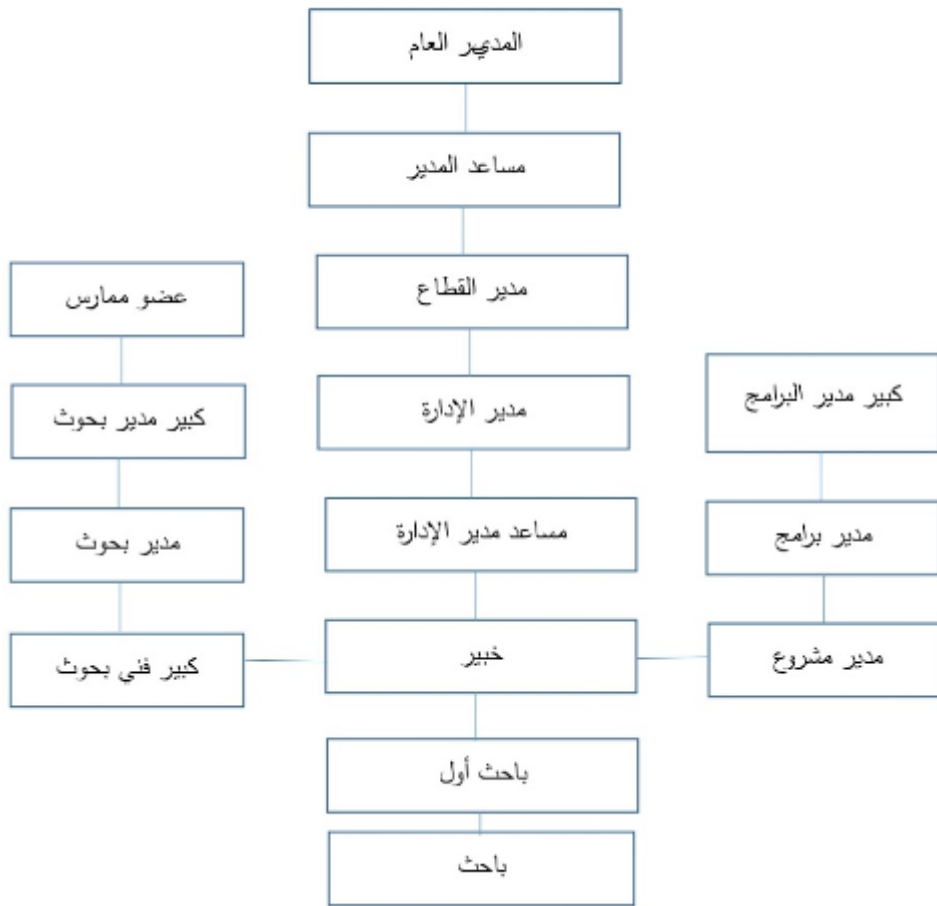 المديير العام
مساعد المدير
مدير القطاع
عضو ممارس
مدير الإدارة
كبير مدير البرامج
كبير مدير بحوث
مساعد مدير الإدارة
مدير برامج
مدير بحوث
خبير
مدير مشروع
كبير فني بحوث
باحث أول
باحث